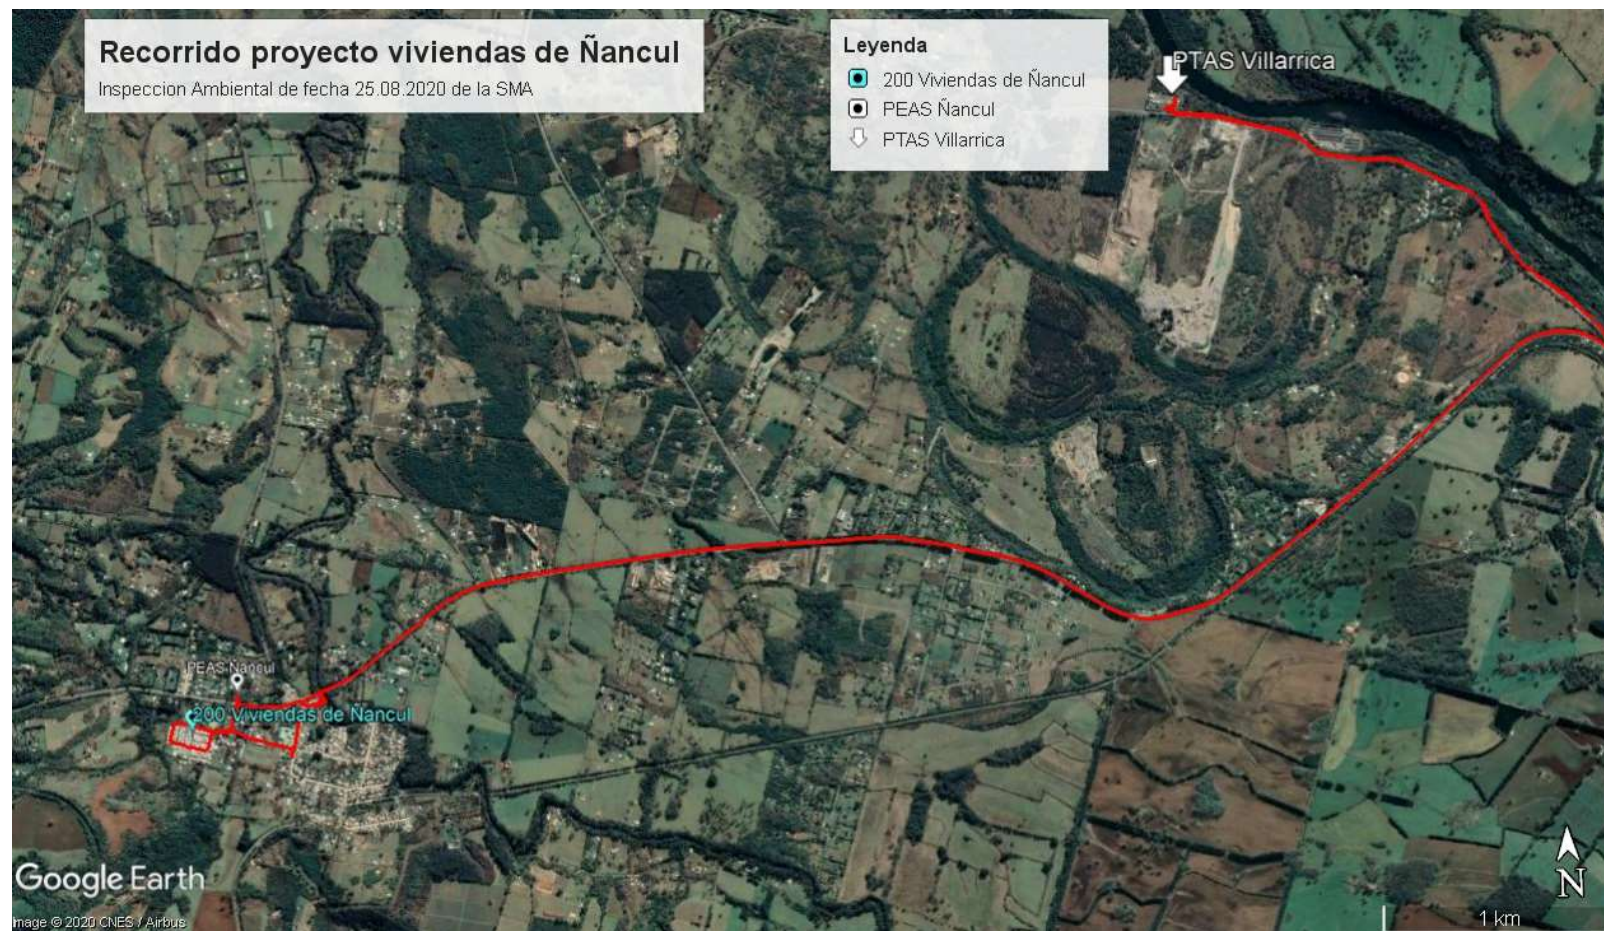 Recorrido proyecto viviendas de Ñancul
Inspeccion Ambiental de fecha 25.08.2020 de la SMA
Leyenda
200 Viviendas de Ñancul
PEAS Ñancul
PTAS Villarrica
PTAS Villarrica
PEAS Ñancul
200 Viviendas de Ñancul
Google Earth
Image © 2020 CNES / Airbus
N
1 km